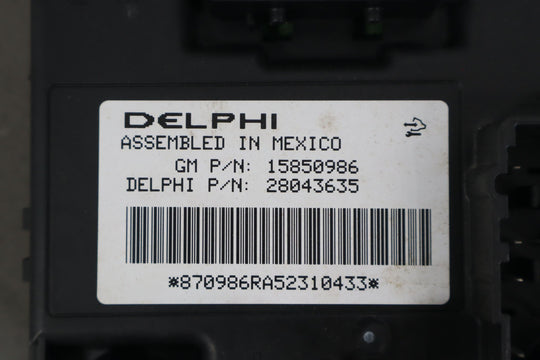 DELPHI
ASSEMBLED IN MEXICO
GM P/N: 15850986
DELPHI P/N: 28043635
*870986RA52310433*